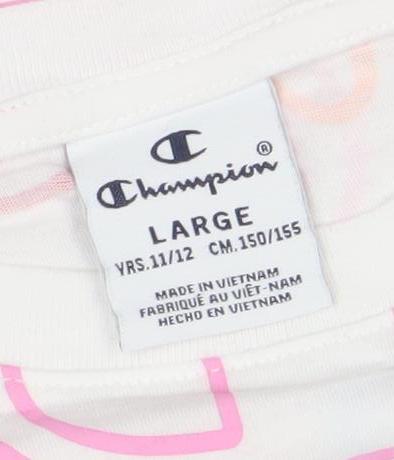 Champion®
LARGE
YRS.11/12 CM.150/155
MADE IN VIETNAM
FABRIQUÉ AU VIÊT-NAM
HECHO EN VIETNAM